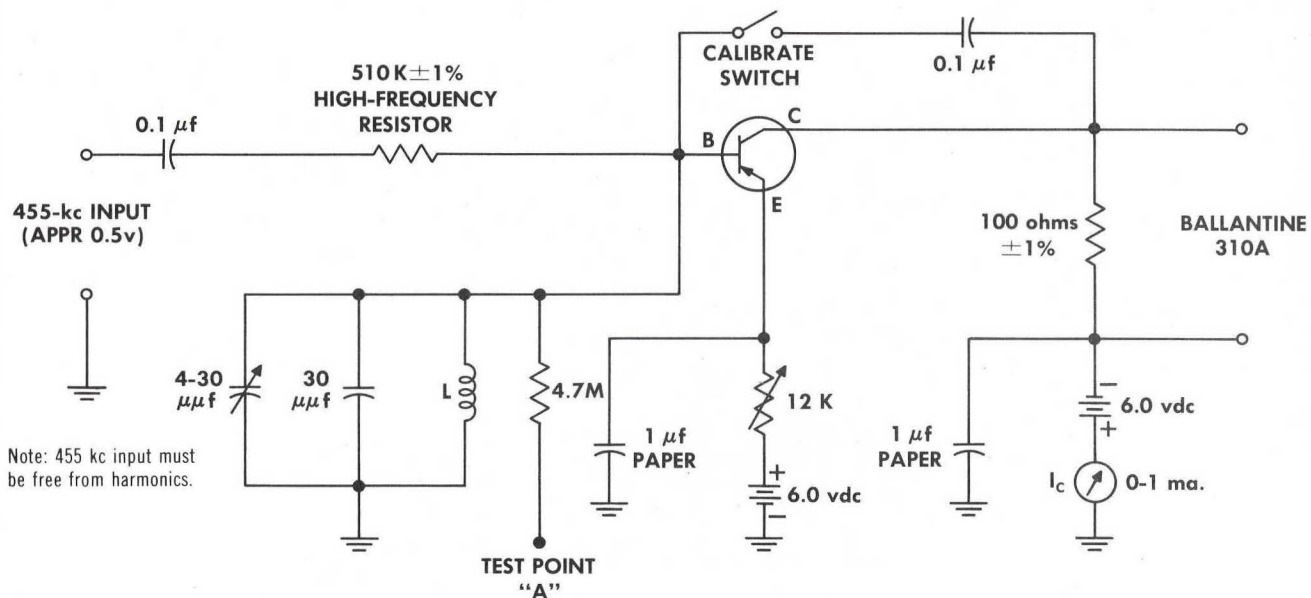 CALIBRATE
SWITCH
0.1 μf
510 K ±1%
HIGH-FREQUENCY
RESISTOR
0.1 μf
B
C
E
455-kc INPUT
(APPR 0.5v)
100 ohms
±1%
BALLANTINE
310A
4-30
μμf
30
μμf
L
4.7M
12 K
−
6.0 vdc
+
1 μf
PAPER
1 μf
PAPER
Note: 455 kc input must
be free from harmonics.
+
6.0 vdc
−
IC
0-1 ma.
TEST POINT
"A"